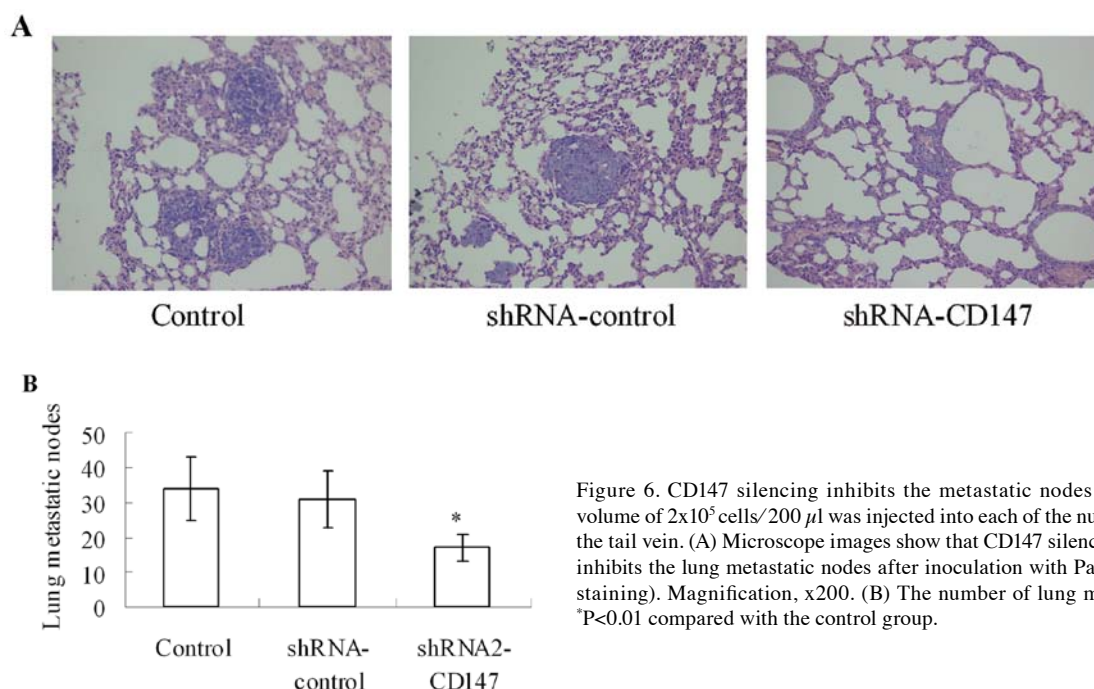 A
Control
shRNA-control
shRNA-CD147
B
Lung metastatic nodes
50
40
30
20
10
0
*
Control
shRNA-
control
shRNA2-
CD147
Figure 6. CD147 silencing inhibits the metastatic nodes
volume of 2x10⁵ cells/200 µl was injected into each of the nu
the tail vein. (A) Microscope images show that CD147 silenc
inhibits the lung metastatic nodes after inoculation with Pa
staining). Magnification, x200. (B) The number of lung m
*P<0.01 compared with the control group.